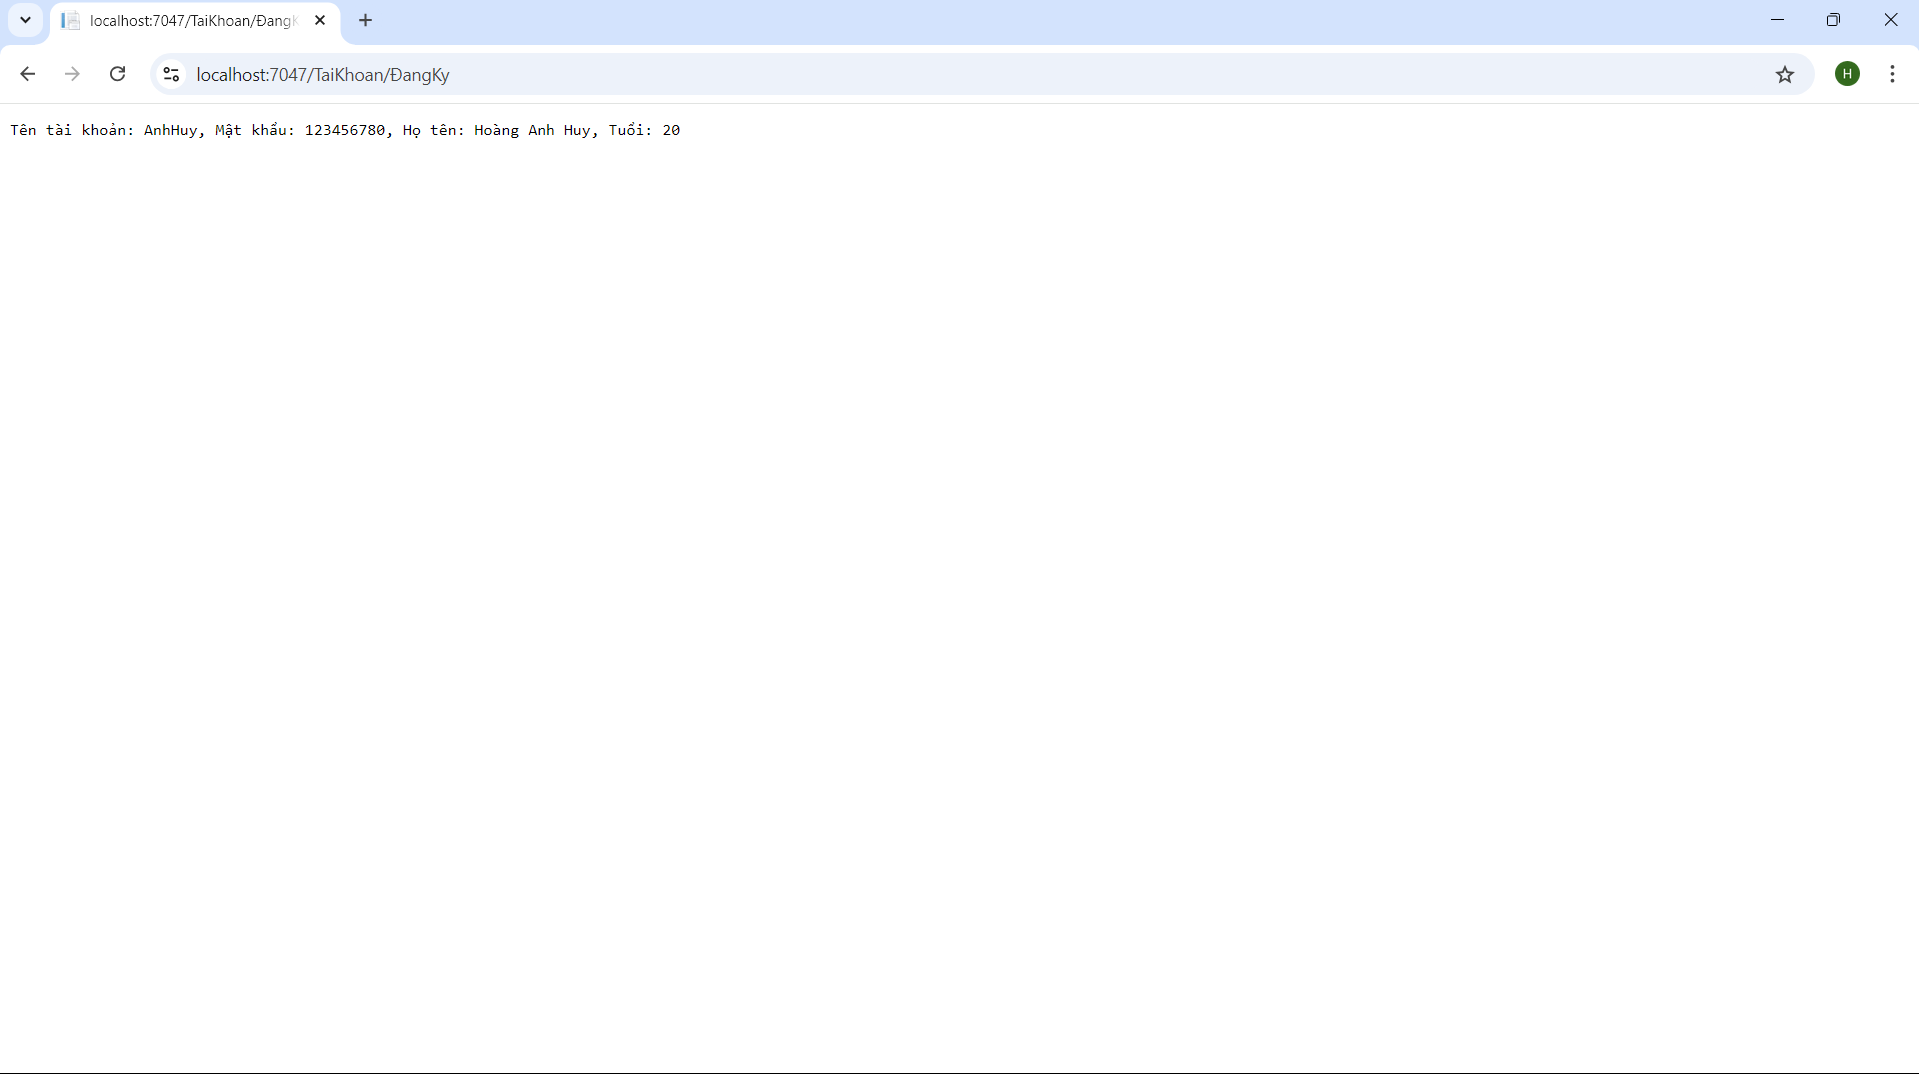 localhost:7047/TaiKhoan/ĐangK
localhost:7047/TaiKhoan/ĐangKy
H
Tên tài khoản: AnhHuy, Mật khẩu: 123456780, Họ tên: Hoàng Anh Huy, Tuổi: 20